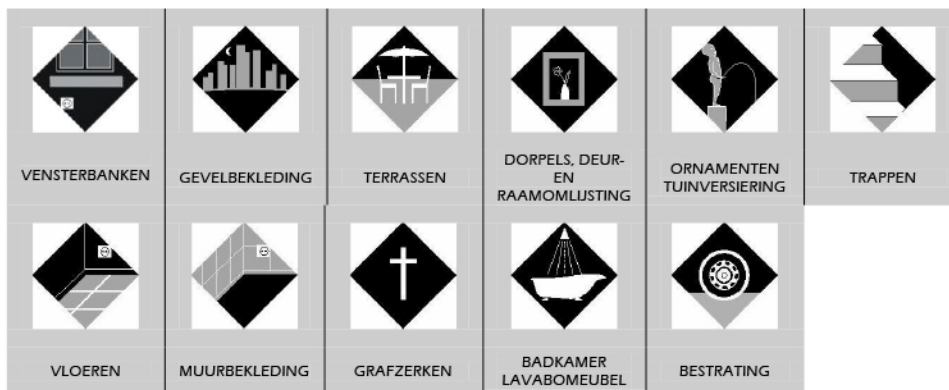 VENSTERBANKEN
GEVELBEKLEDING
TERRASSEN
DORPELS, DEUR-
EN
RAAMOMLIJSTING
ORNAMENTEN
TUINVERSIERING
TRAPPEN
VLOEREN
MUURBEKLEDING
GRAFZERKEN
BADKAMER
LAVABOMEUBEL
BESTRATING